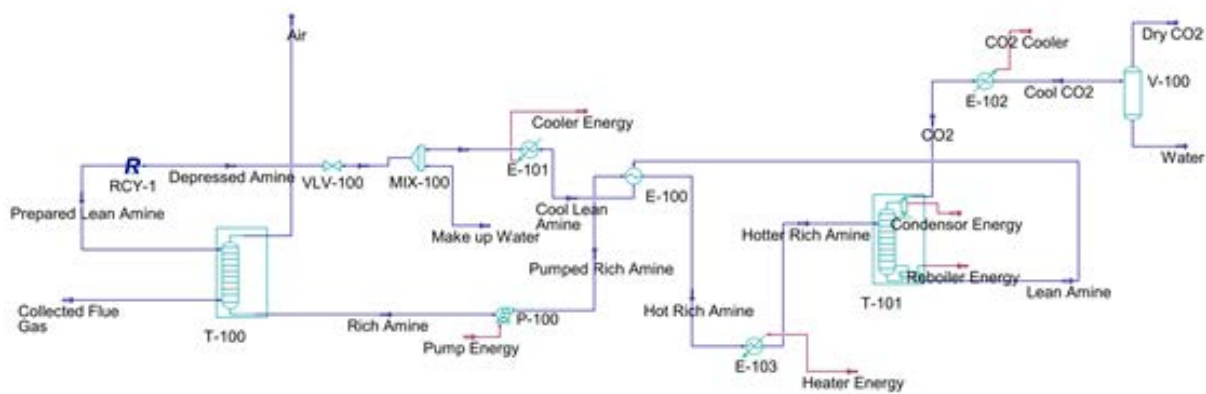 Air
CO2 Cooler
Dry CO2
V-100
E-102
Cool CO2
Cooler Energy
CO2
R
RCY-1
Depressed Amine
VLV-100
MIX-100
E-101
E-100
Water
Prepared Lean Amine
Cool Lean
Amine
Make up Water
Hotter Rich Amine
Condensor Energy
Pumped Rich Amine
Reboiler Energy
T-101
Lean Amine
Collected Flue
Gas
T-100
Rich Amine
P-100
Hot Rich Amine
Pump Energy
E-103
Heater Energy